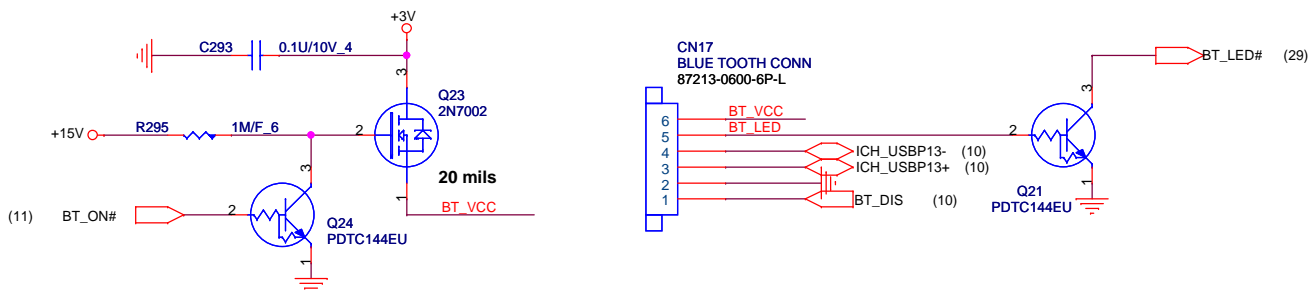 +3V
C293 0.1U/10V_4
3
Q23
2N7002
+15V R295 1M/F_6 2
3
1
20 mils
BT_VCC
(11) BT_ON# 2
Q24
PDTC144EU
1
CN17
BLUE TOOTH CONN
87213-0600-6P-L
6 BT_VCC
5 BT_LED
4 ICH_USBP13- (10)
3 ICH_USBP13+ (10)
2
1 BT_DIS (10)
BT_LED# (29)
3
2
1
Q21
PDTC144EU